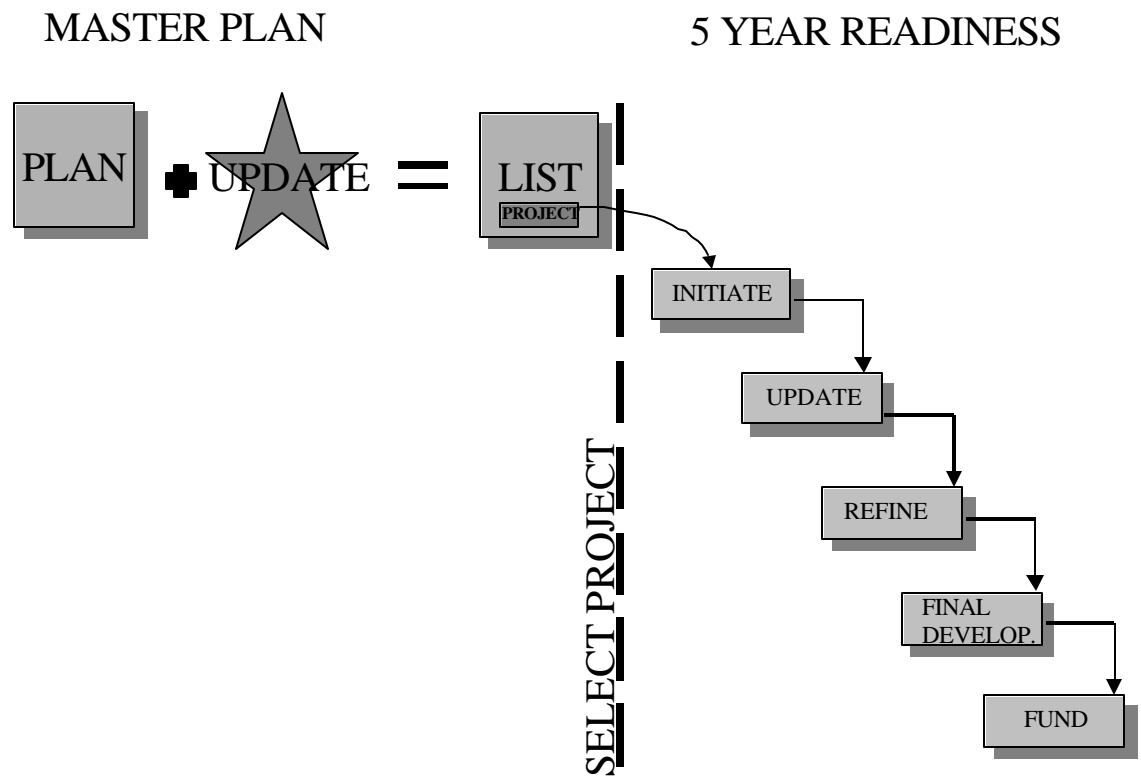 MASTER PLAN
5 YEAR READINESS
PLAN
UPDATE
LIST
PROJECT
INITIATE
UPDATE
REFINE
FINAL
DEVELOP.
FUND
SELECT PROJECT